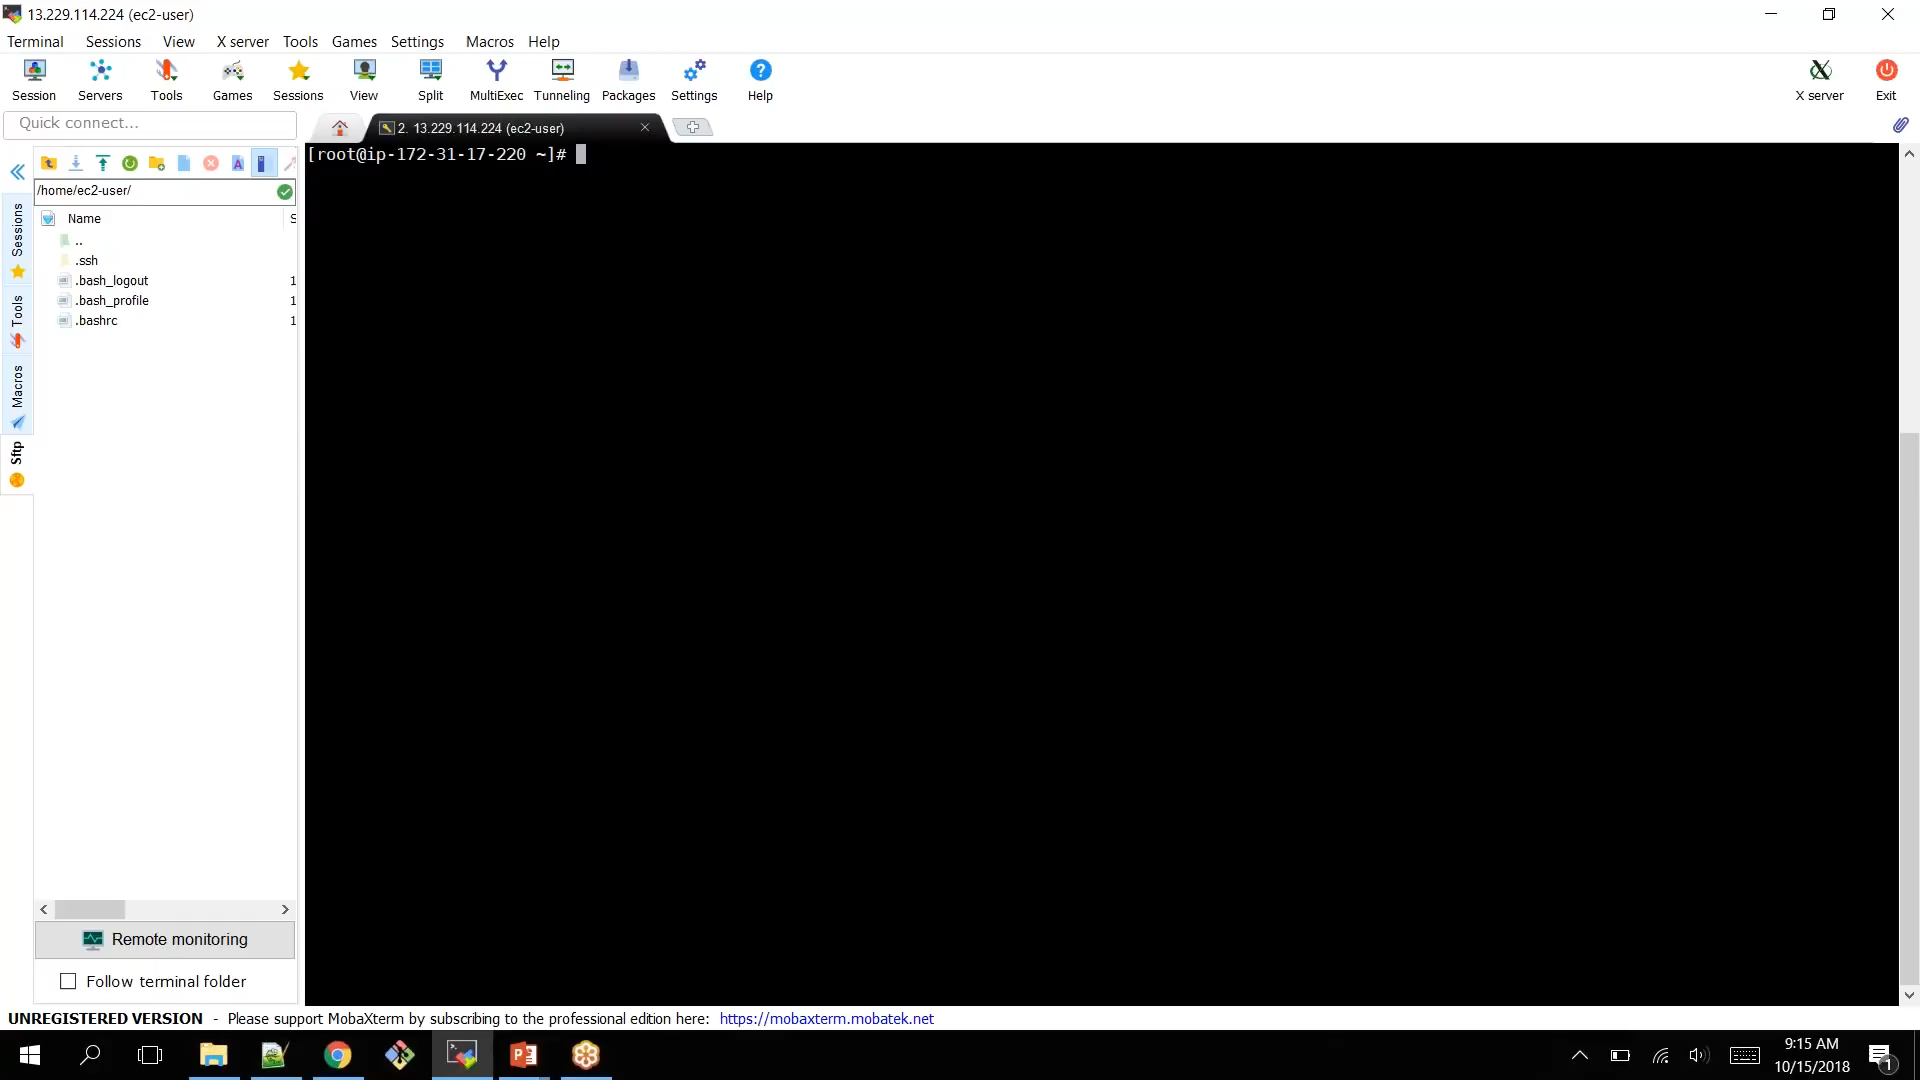 13.229.114.224 (ec2-user)
Terminal Sessions View X server Tools Games Settings Macros Help
Session Servers Tools Games Sessions View Split MultiExec Tunneling Packages Settings Help X server Exit
Quick connect...
2. 13.229.114.224 (ec2-user)
[root@ip-172-31-17-220 ~]#
/home/ec2-user/
Name S
..
.ssh
.bash_logout 1
.bash_profile 1
.bashrc 1
Sessions
Tools
Macros
Sftp
Remote monitoring
Follow terminal folder
UNREGISTERED VERSION - Please support MobaXterm by subscribing to the professional edition here: https://mobaxterm.mobatek.net
9:15 AM
10/15/2018
1